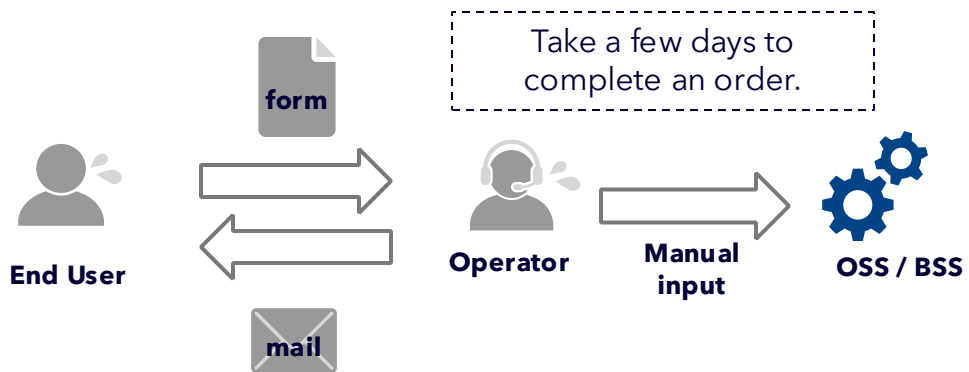 Take a few days to
complete an order.
form
End User
Operator
Manual
input
OSS / BSS
mail